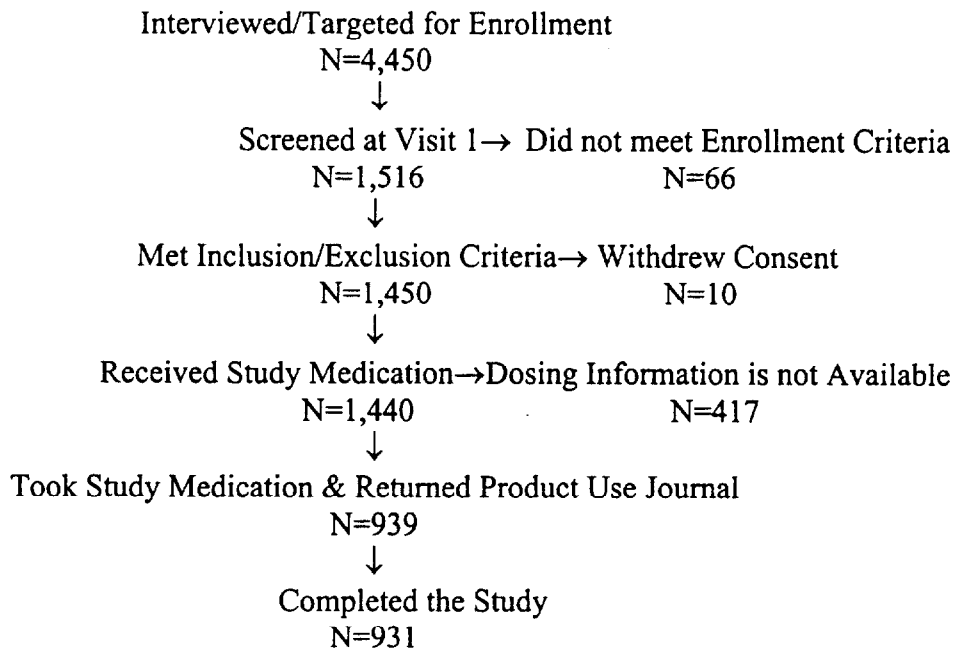 Interviewed/Targeted for Enrollment
N=4,450
↓
Screened at Visit 1→ Did not meet Enrollment Criteria
N=1,516 N=66
↓
Met Inclusion/Exclusion Criteria→ Withdrew Consent
N=1,450 N=10
↓
Received Study Medication→Dosing Information is not Available
N=1,440 N=417
↓
Took Study Medication & Returned Product Use Journal
N=939
↓
Completed the Study
N=931